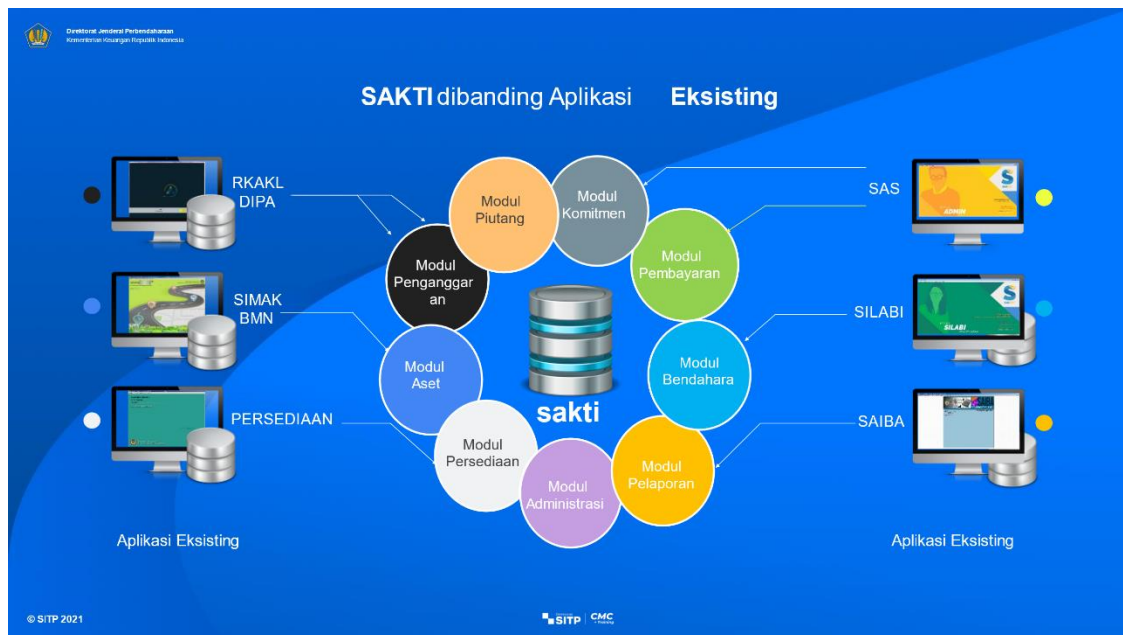 Direktorat Jenderal Perbendaharaan
Kementerian Keuangan Republik Indonesia
SAKTI dibanding Aplikasi Eksisting
RKAKL
DIPA
SIMAK
BMN
PERSEDIAAN
Aplikasi Eksisting
Modul
Piutang
Modul
Komitmen
Modul
Penganggar
an
Modul
Pembayaran
Modul
Aset
Modul
Bendahara
sakti
Modul
Persediaan
Modul
Administrasi
Modul
Pelaporan
SAS
S
ADMIN
SILABI
S
SILABI
SAIBA
Aplikasi Eksisting
© SITP 2021
SITP
CMC